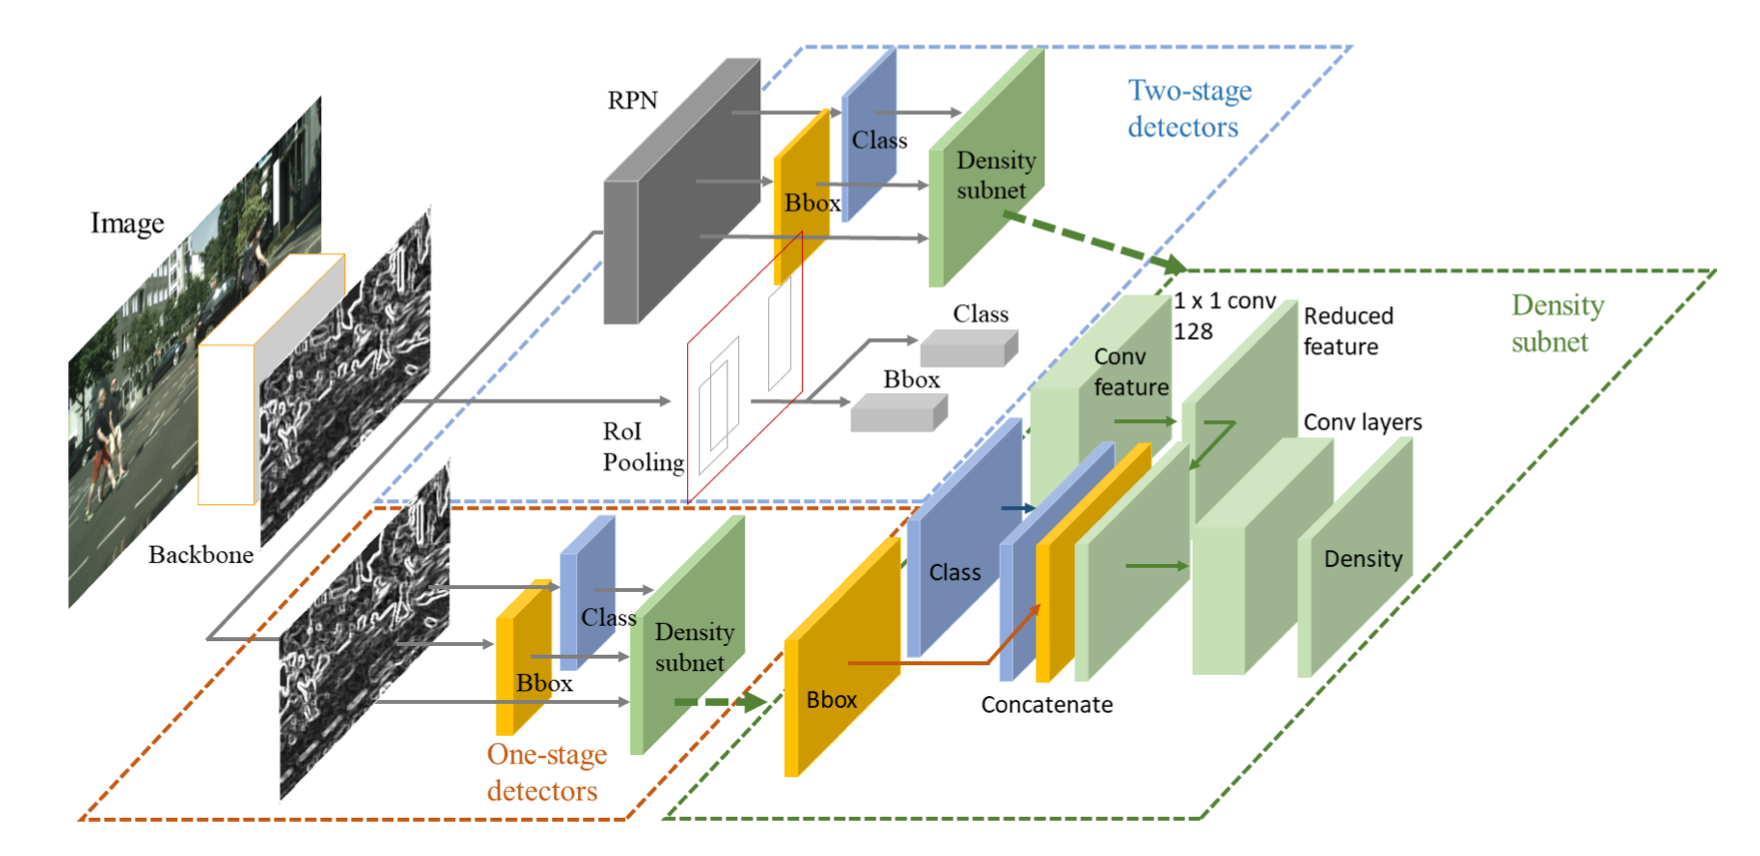 Image
Backbone
RPN
Class
Bbox
Density
subnet
Two-stage
detectors
RoI
Pooling
Class
Bbox
One-stage
detectors
Class
Bbox
Density
subnet
Density
subnet
1 x 1 conv
128
Conv
feature
Reduced
feature
Conv layers
Class
Bbox
Concatenate
Density